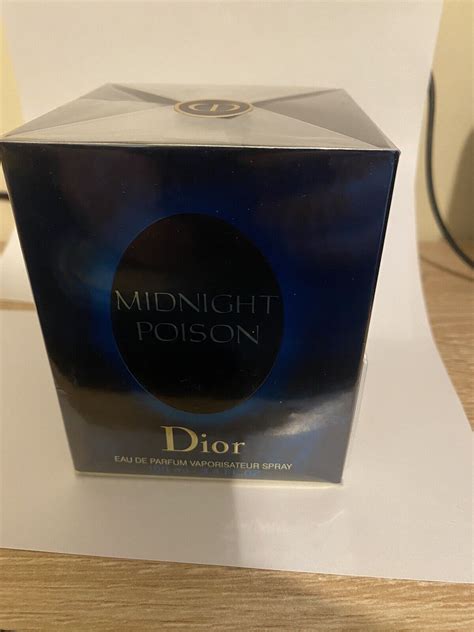 MIDNIGHT
POISON
Dior
EAU DE PARFUM VAPORISATEUR SPRAY